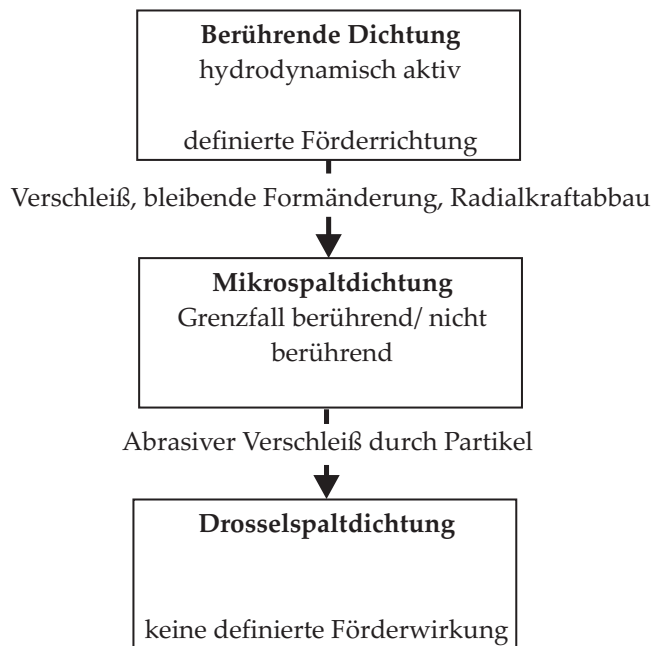 Berührende Dichtung
hydrodynamisch aktiv
definierte Förderrichtung
Verschleiß, bleibende Formänderung, Radialkraftabbau
Mikrospaltdichtung
Grenzfall berührend/ nicht
berührend
Abrasiver Verschleiß durch Partikel
Drosselspaltdichtung
keine definierte Förderwirkung